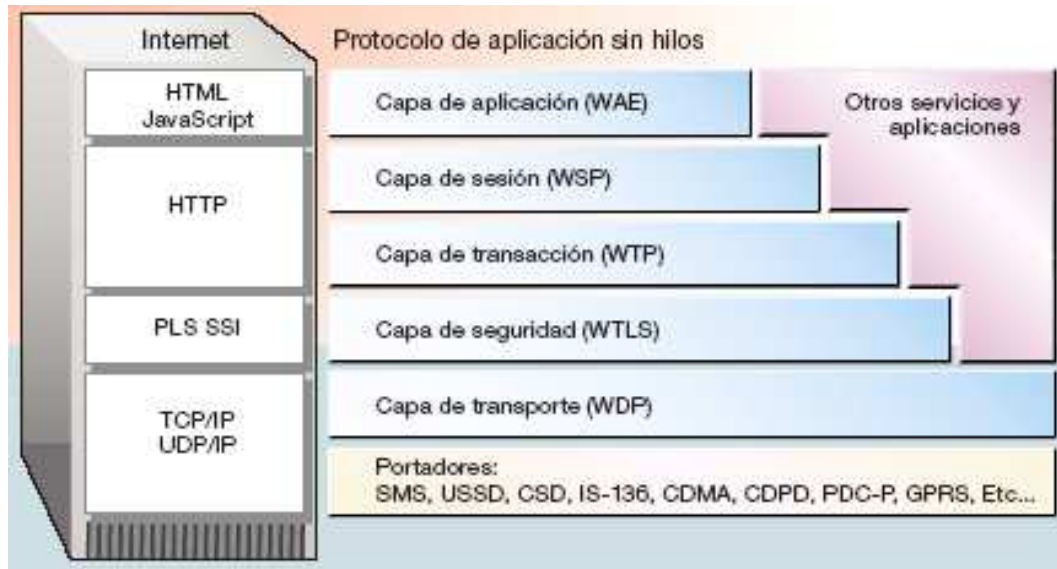 Internet
HTML
JavaScript
HTTP
PLS SSI
TCP/IP
UDP/IP
Protocolo de aplicación sin hilos
Capa de aplicación (WAE)
Capa de sesión (WSP)
Capa de transacción (WTP)
Capa de seguridad (WTLS)
Capa de transporte (WDP)
Portadores:
SMS, USSD, CSD, IS-136, CDMA, CDPD, PDC-P, GPRS, Etc...
Otros servicios y
aplicaciones